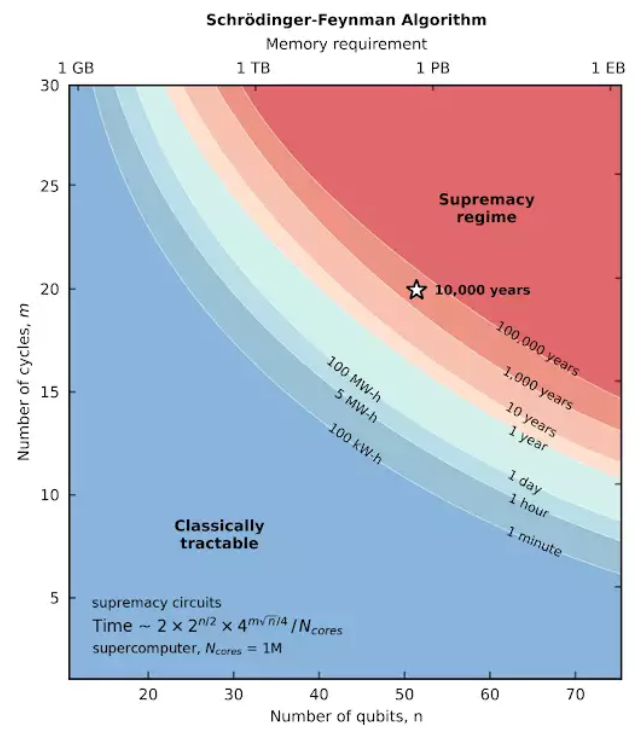 Schrödinger-Feynman Algorithm
Memory requirement
1 GB 1 TB 1 PB 1 EB
30
25
20
15
10
5
Number of cycles, m
Supremacy
regime
10,000 years
100,000 years
1,000 years
10 years
1 year
1 day
1 hour
1 minute
100 MW-h
5 MW-h
100 kW-h
Classically
tractable
supremacy circuits
Time ~ 2 × 2^{n/2} × 4^{m√n/4} / N_{cores}
supercomputer, N_{cores} = 1M
20 30 40 50 60 70
Number of qubits, n